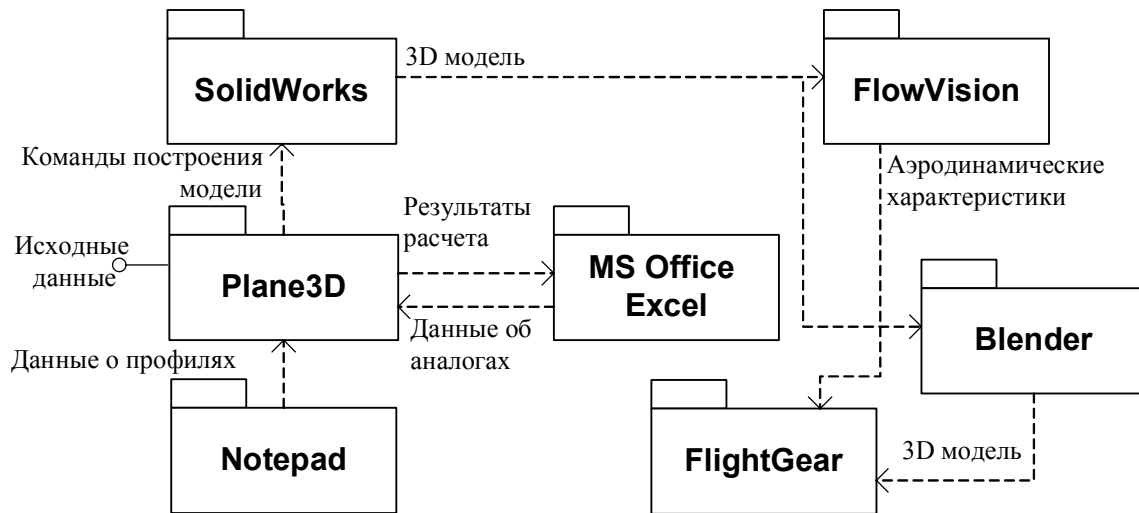 3D модель
SolidWorks
FlowVision
Команды построения
модели
Аэродинамические
характеристики
Исходные
данные
Plane3D
Результаты
расчета
MS Office
Excel
Данные об
аналогах
Blender
Данные о профилях
Notepad
FlightGear
3D модель